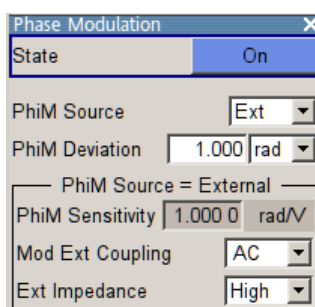 Phase Modulation X
State On
PhiM Source Ext
PhiM Deviation 1.000 rad
PhiM Source = External
PhiM Sensitivity 1.000 0 rad/V
Mod Ext Coupling AC
Ext Impedance High